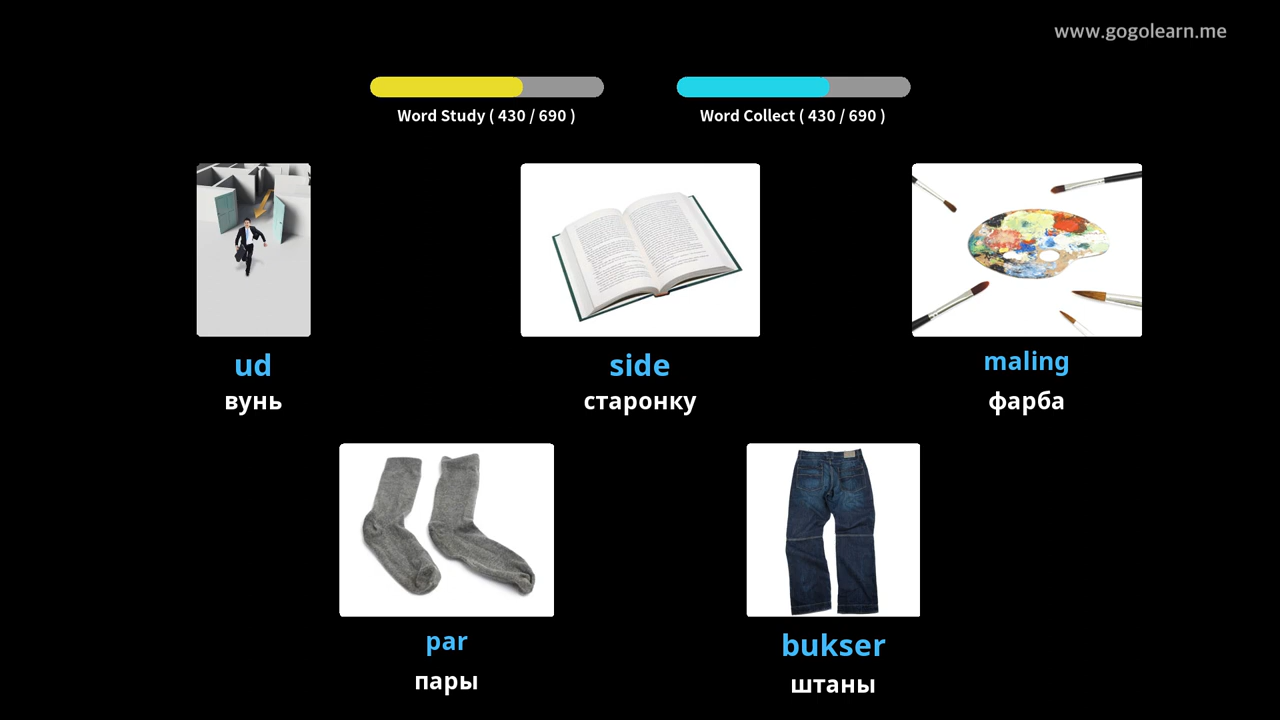 www.gogolearn.me
Word Study ( 430 / 690 )
Word Collect ( 430 / 690 )
ud
вунь
side
старонку
maling
фарба
par
пары
bukser
штаны